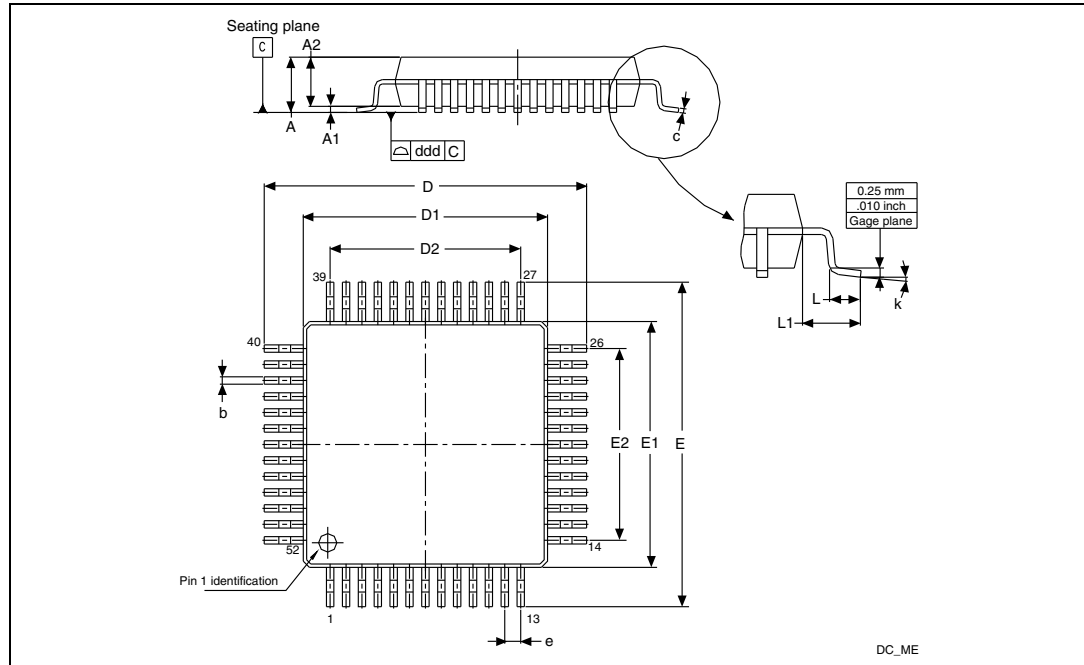 Seating plane
C
A2
A
A1
ddd C
c
0.25 mm
.010 inch
Gage plane
L
L1
k
D
D1
D2
39
27
40
26
b
E2
E1
E
52
14
Pin 1 identification
1
13
e
DC_ME